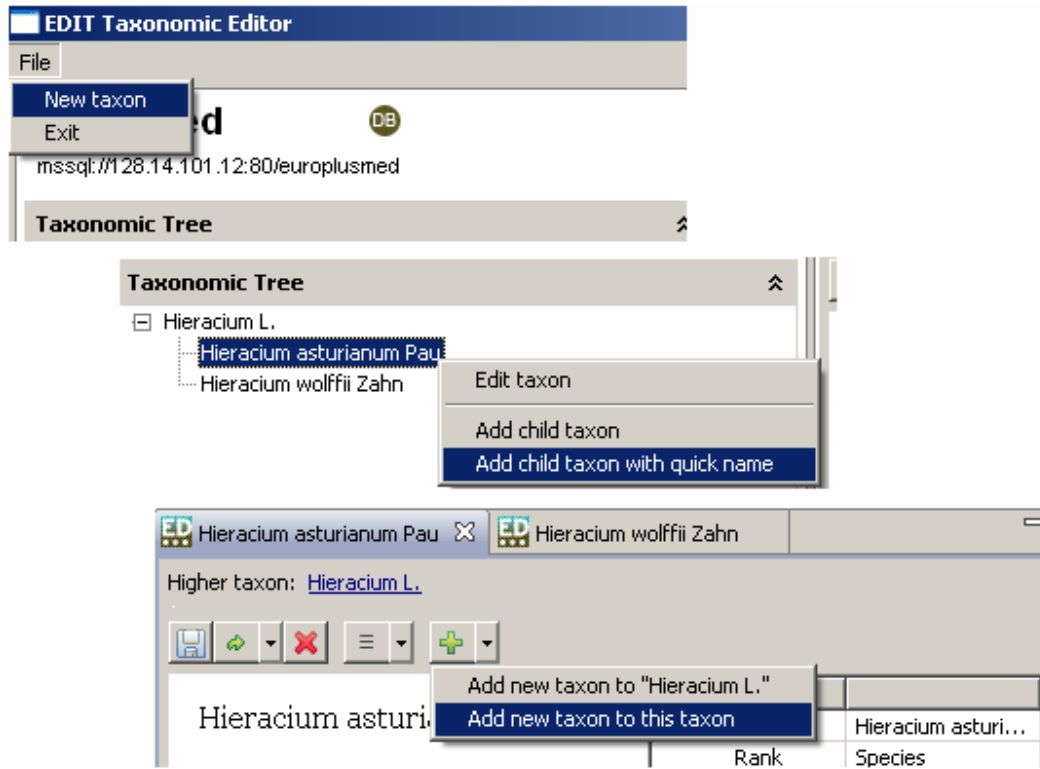 EDIT Taxonomic Editor
File
New taxon
Exit
ed
DB
mssql://128.14.101.12:80/europlusmed
Taxonomic Tree
Taxonomic Tree
Hieracium L.
Hieracium asturianum Pau
Hieracium wolffii Zahn
Edit taxon
Add child taxon
Add child taxon with quick name
ED Hieracium asturianum Pau ED Hieracium wolffii Zahn
Higher taxon: Hieracium L.
Add new taxon to "Hieracium L."
Add new taxon to this taxon
Hieracium asturi
Hieracium asturi...
Rank Species